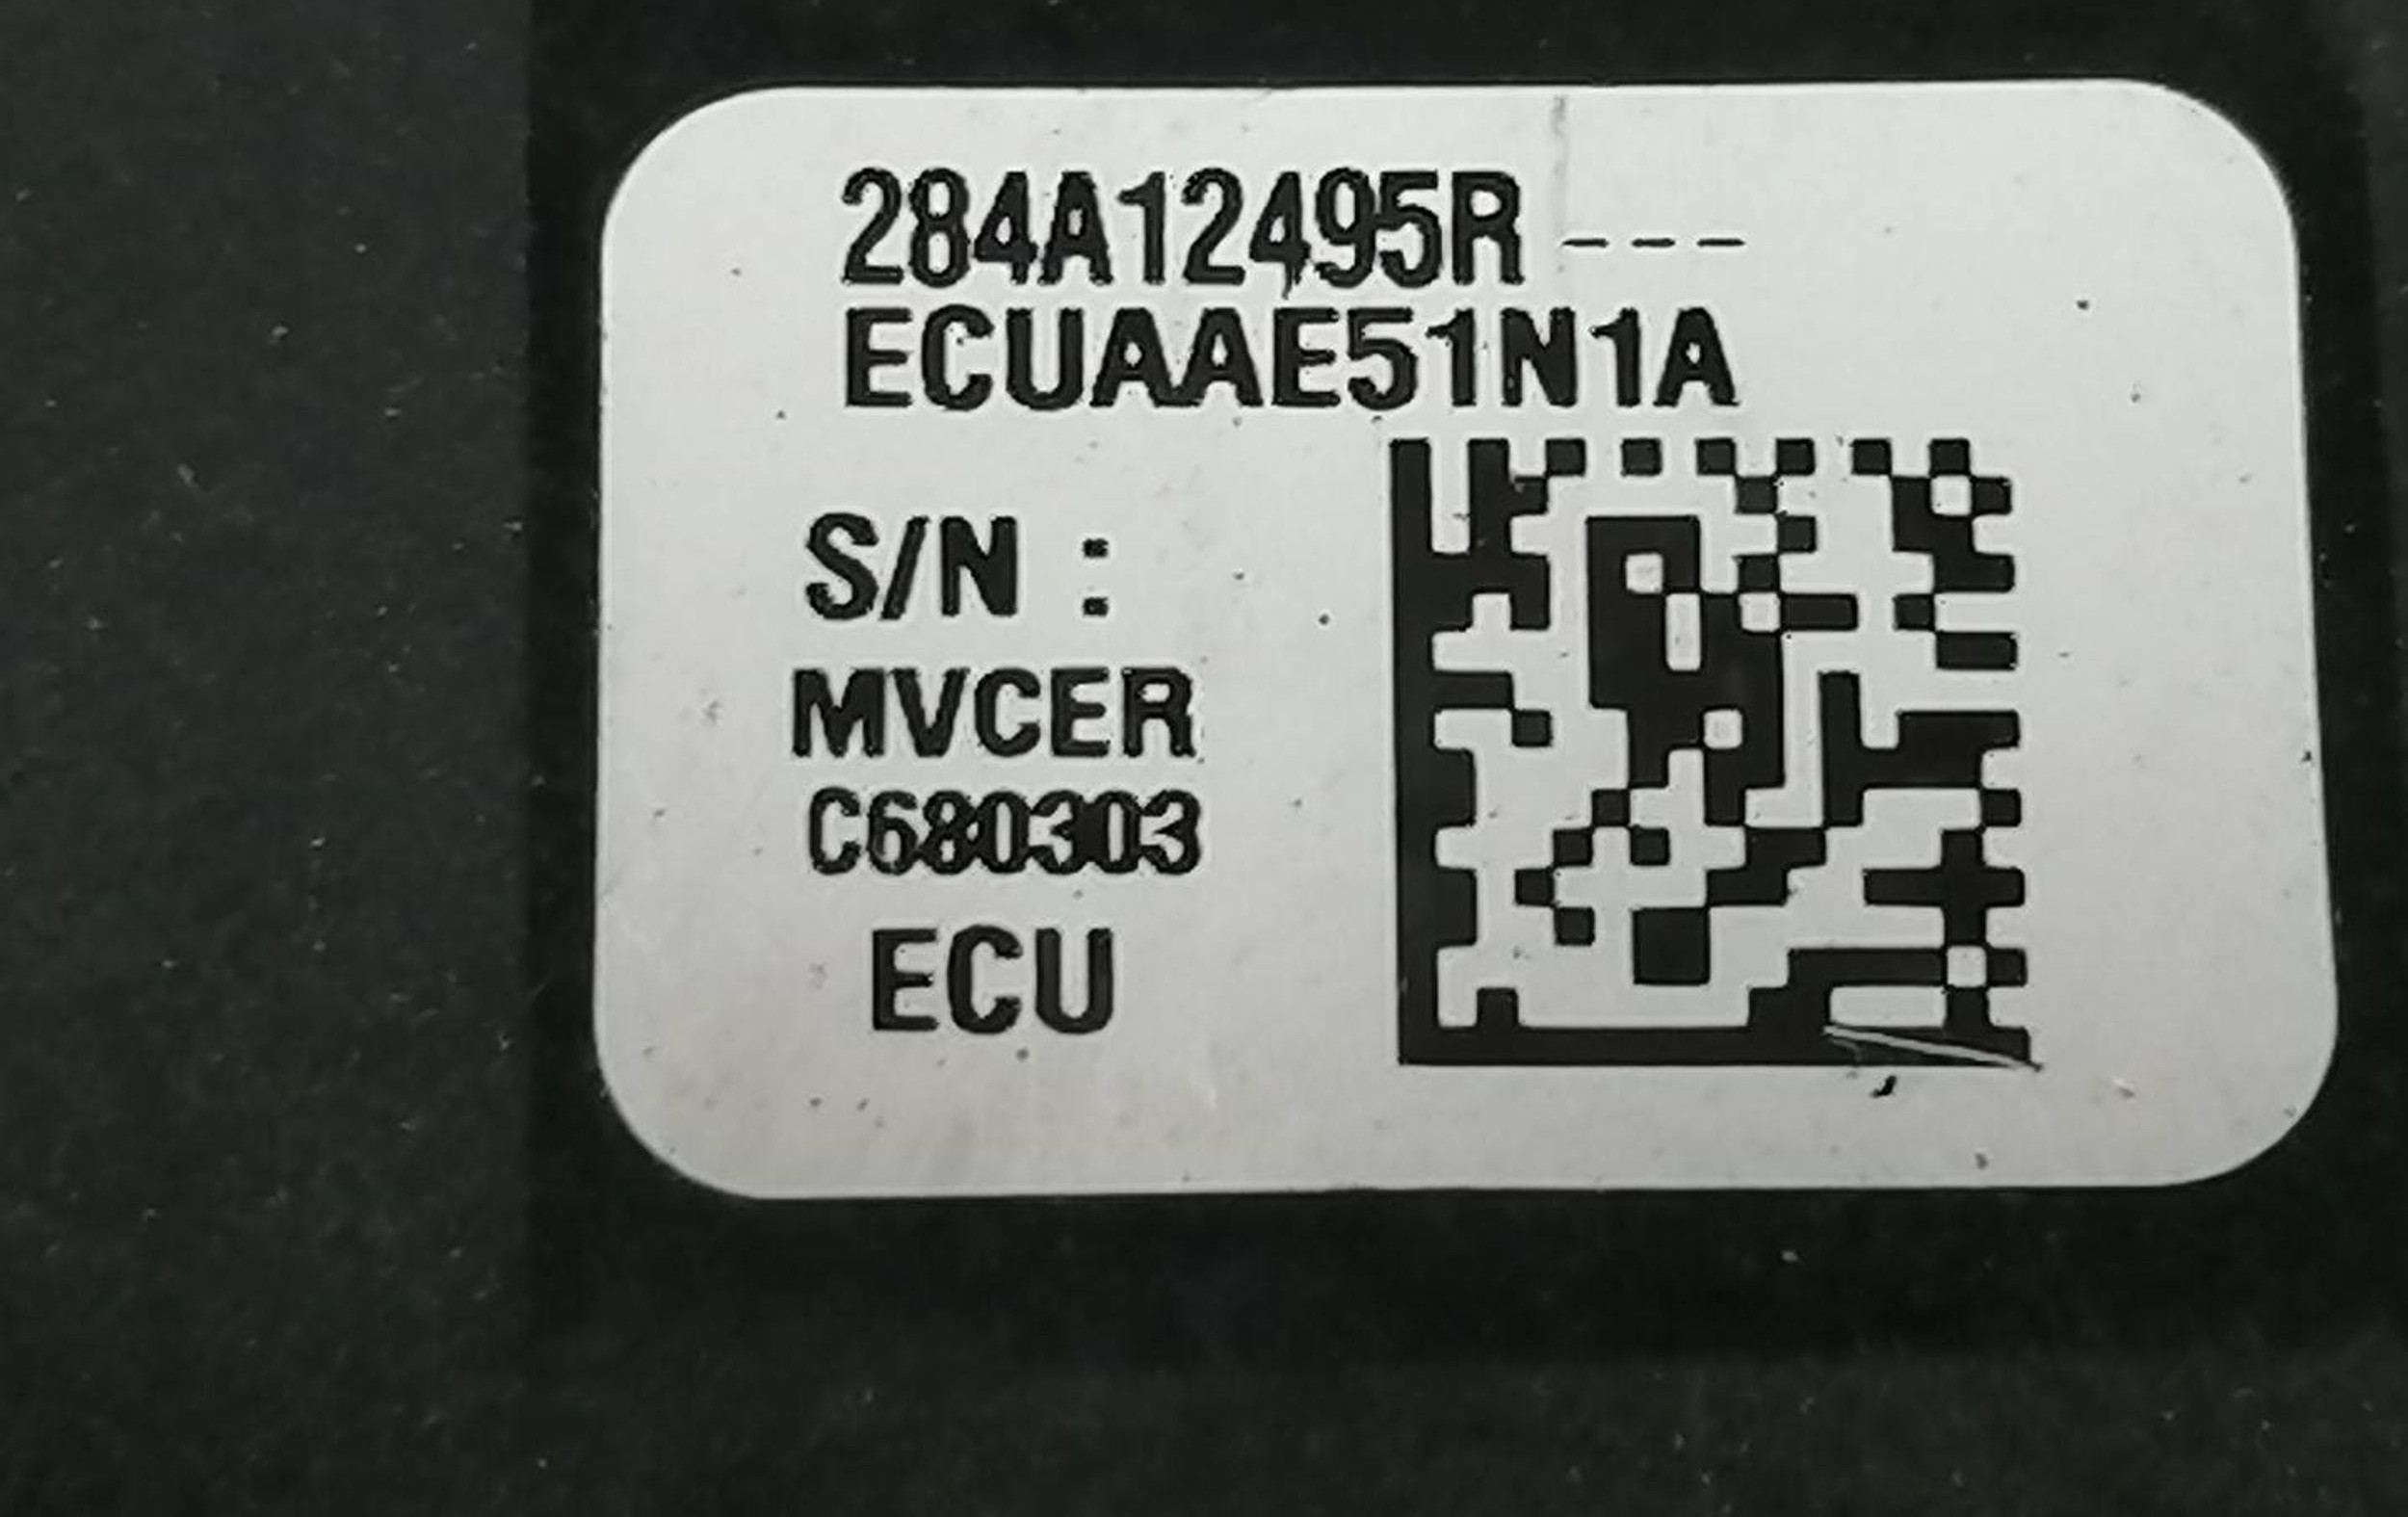 284A12495R ---
ECUAAE51N1A
S/N :
MVCER
C680303
ECU